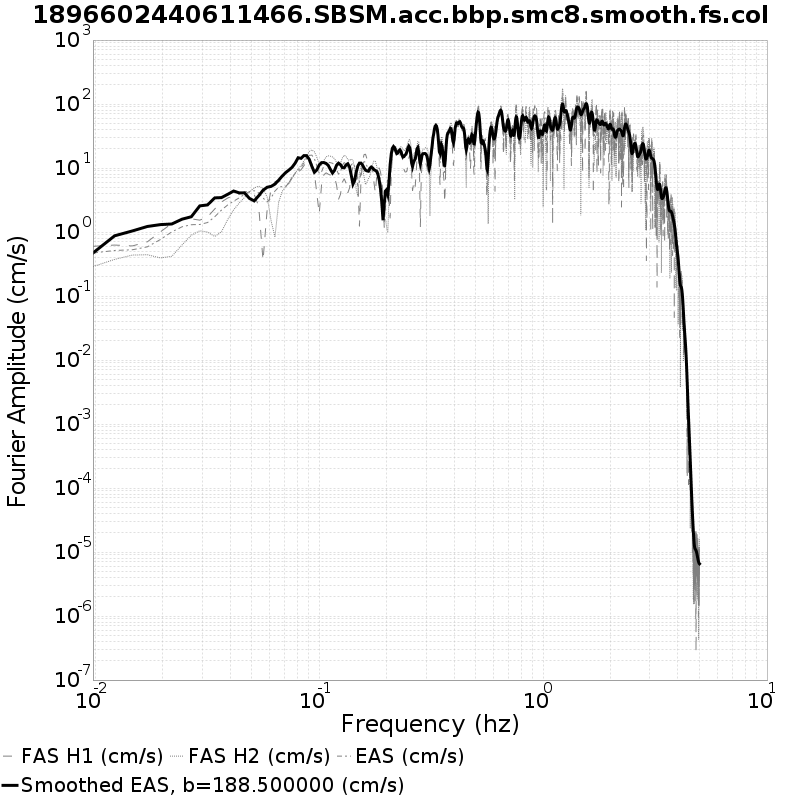 1896602440611466.SBSM.acc.bbp.smc8.smooth.fs.col
10^3
10^2
10^1
10^0
10^-1
10^-2
10^-3
10^-4
10^-5
10^-6
10^-7
Fourier Amplitude (cm/s)
10^-2 10^-1 10^0 10^1
Frequency (hz)
FAS H1 (cm/s) FAS H2 (cm/s) EAS (cm/s)
Smoothed EAS, b=188.500000 (cm/s)